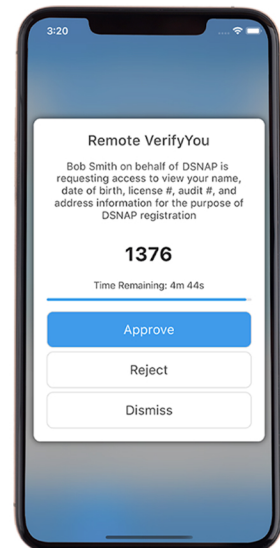 3:20
Remote VerifyYou
Bob Smith on behalf of DSNAP is
requesting access to view your name,
date of birth, license #, audit #, and
address information for the purpose of
DSNAP registration
1376
Time Remaining: 4m 44s
Approve
Reject
Dismiss